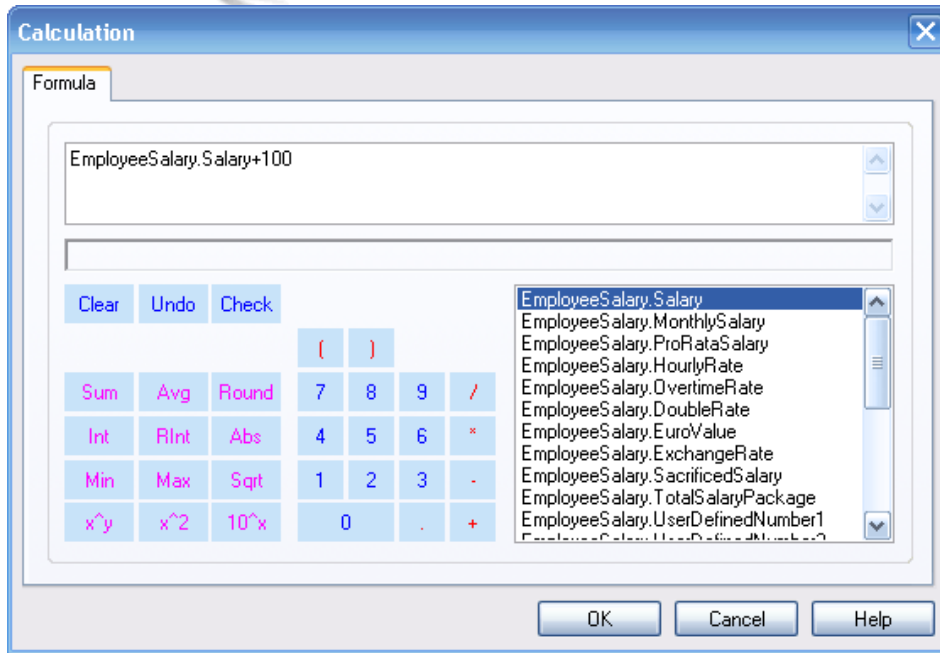 Calculation
Formula
EmployeeSalary.Salary+100
Clear Undo Check
( )
Sum Avg Round 7 8 9 /
Int RInt Abs 4 5 6 *
Min Max Sqrt 1 2 3 -
x^y x^2 10^x 0 . +
EmployeeSalary.Salary
EmployeeSalary.MonthlySalary
EmployeeSalary.ProRataSalary
EmployeeSalary.HourlyRate
EmployeeSalary.OvertimeRate
EmployeeSalary.DoubleRate
EmployeeSalary.EuroValue
EmployeeSalary.ExchangeRate
EmployeeSalary.SacrificedSalary
EmployeeSalary.TotalSalaryPackage
EmployeeSalary.UserDefinedNumber1
EmployeeSalary.UserDefinedNumber2
OK Cancel Help